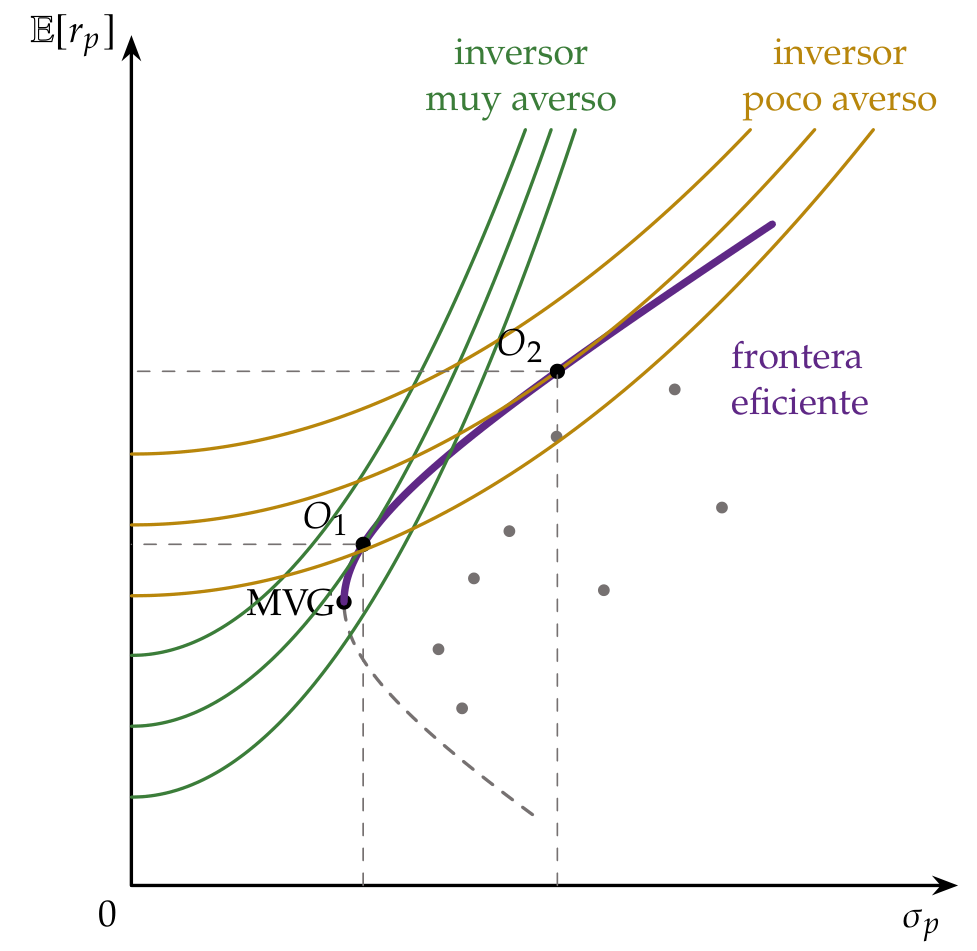 𝔼[r_p]
inversor
muy averso
inversor
poco averso
O_2
frontera
eficiente
O_1
MVG
0
σ_p